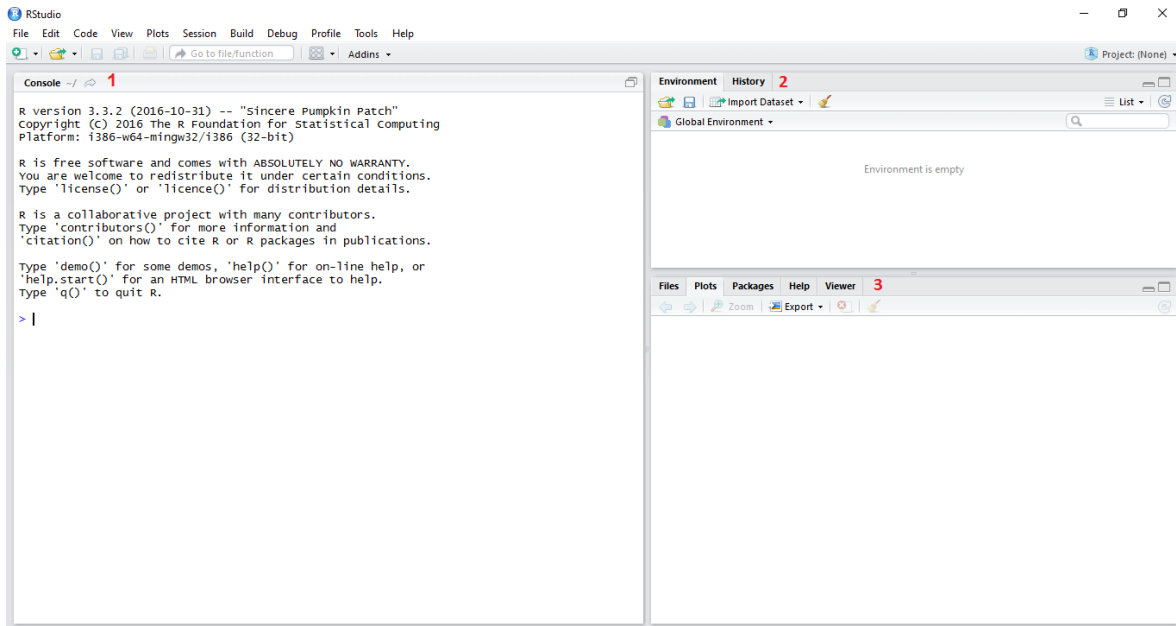 RStudio
File Edit Code View Plots Session Build Debug Profile Tools Help
Go to file/function Addins Project: (None)
Console ~/ 1
R version 3.3.2 (2016-10-31) -- "Sincere Pumpkin Patch"
Copyright (C) 2016 The R Foundation for Statistical Computing
Platform: i386-w64-mingw32/i386 (32-bit)
R is free software and comes with ABSOLUTELY NO WARRANTY.
You are welcome to redistribute it under certain conditions.
Type 'license()' or 'licence()' for distribution details.
R is a collaborative project with many contributors.
Type 'contributors()' for more information and
'citation()' on how to cite R or R packages in publications.
Type 'demo()' for some demos, 'help()' for on-line help, or
'help.start()' for an HTML browser interface to help.
Type 'q()' to quit R.
>
Environment History 2
Import Dataset List
Global Environment
Environment is empty
Files Plots Packages Help Viewer 3
Zoom Export